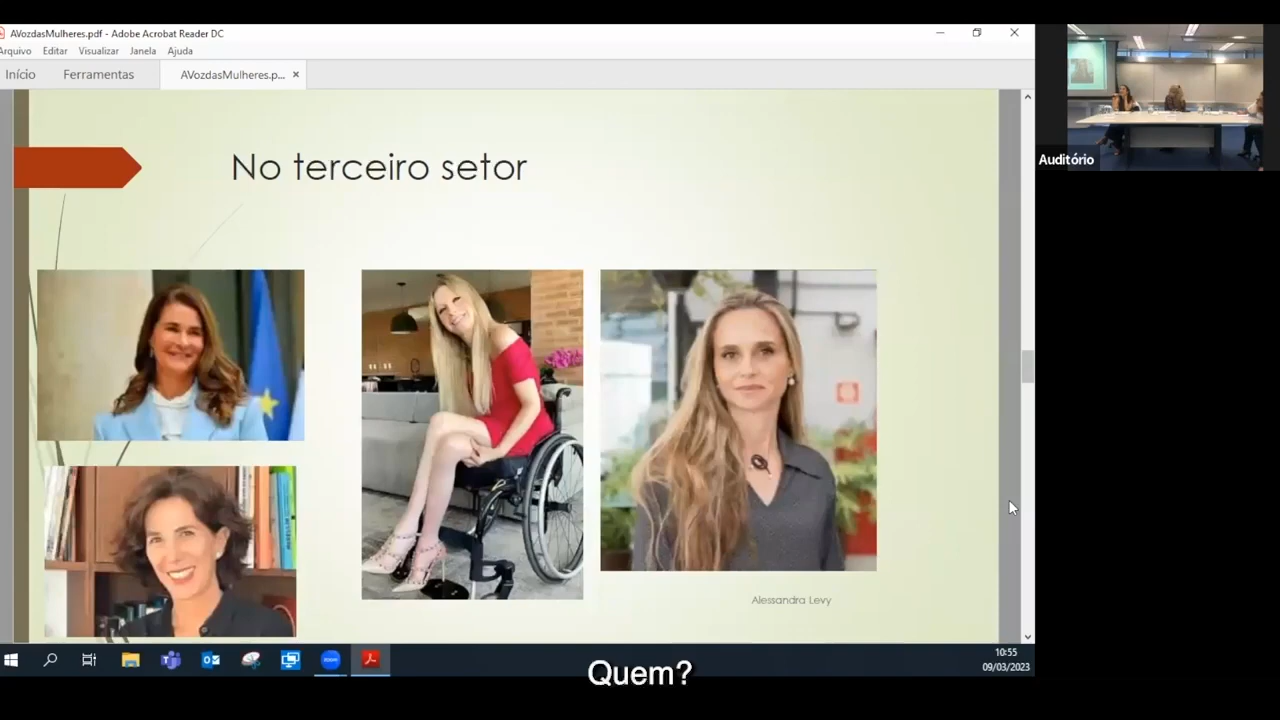 AVozdasMulheres.pdf - Adobe Acrobat Reader DC
Arquivo Editar Visualizar Janela Ajuda
Início Ferramentas AVozdasMulheres.p... ×
No terceiro setor
Alessandra Levy
Auditório
zoom
10:55
09/03/2023
Quem?